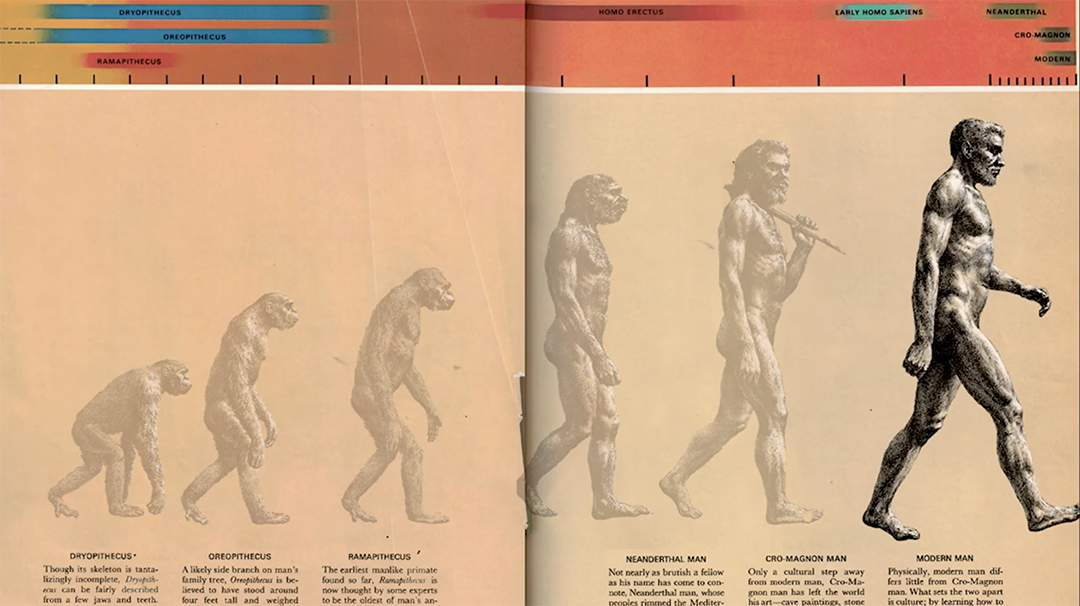 DRYOPITHECUS
OREOPITHECUS
RAMAPITHECUS
HOMO ERECTUS
EARLY HOMO SAPIENS
NEANDERTHAL
CRO-MAGNON
MODERN
DRYOPITHECUS
Though its skeleton is tanta-
lizingly incomplete, Dryopith-
ecus can be fairly described
from a few jaws and teeth.
OREOPITHECUS
A likely side branch on man's
family tree, Oreopithecus is be-
lieved to have stood around
four feet tall and weighed
RAMAPITHECUS
The earliest manlike primate
found so far, Ramapithecus is
now thought by some experts
to be the oldest of man's an-
NEANDERTHAL MAN
Not nearly as brutish a fellow
as his name has come to con-
note, Neanderthal man, whose
peoples rimmed the Mediter-
CRO-MAGNON MAN
Only a cultural step away
from modern man, Cro-Ma-
gnon man has left the world
his art—cave paintings, stone
MODERN MAN
Physically, modern man dif-
fers little from Cro-Magnon
man. What sets the two apart
is culture; by learning how to